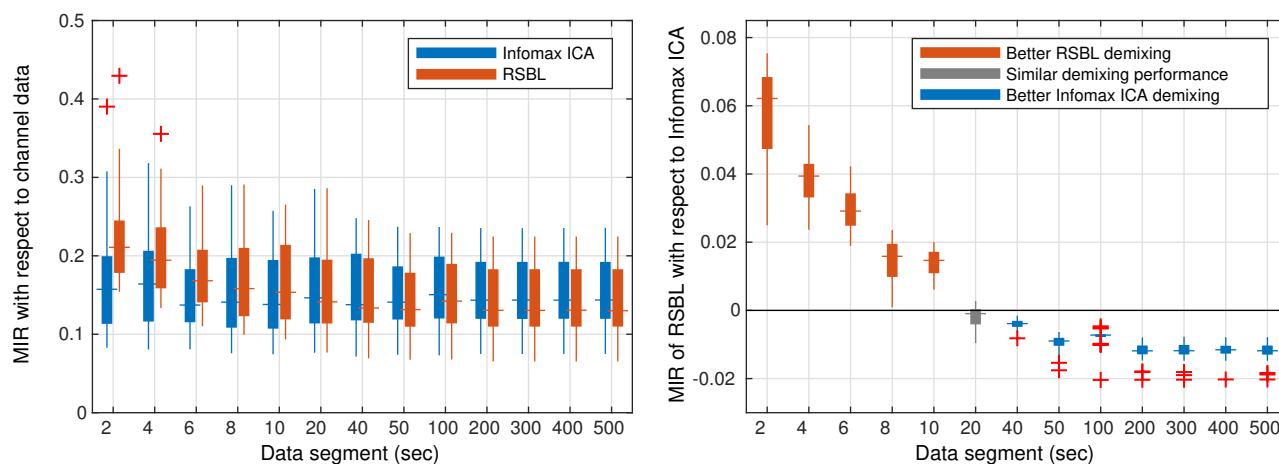 MIR with respect to channel data
0.5
0.4
0.3
0.2
0.1
0
Infomax ICA
RSBL
2 4 6 8 10 20 40 50 100 200 300 400 500
Data segment (sec)
MIR of RSBL with respect to Infomax ICA
0.08
0.06
0.04
0.02
0
-0.02
Better RSBL demixing
Similar demixing performance
Better Infomax ICA demixing
2 4 6 8 10 20 40 50 100 200 300 400 500
Data segment (sec)